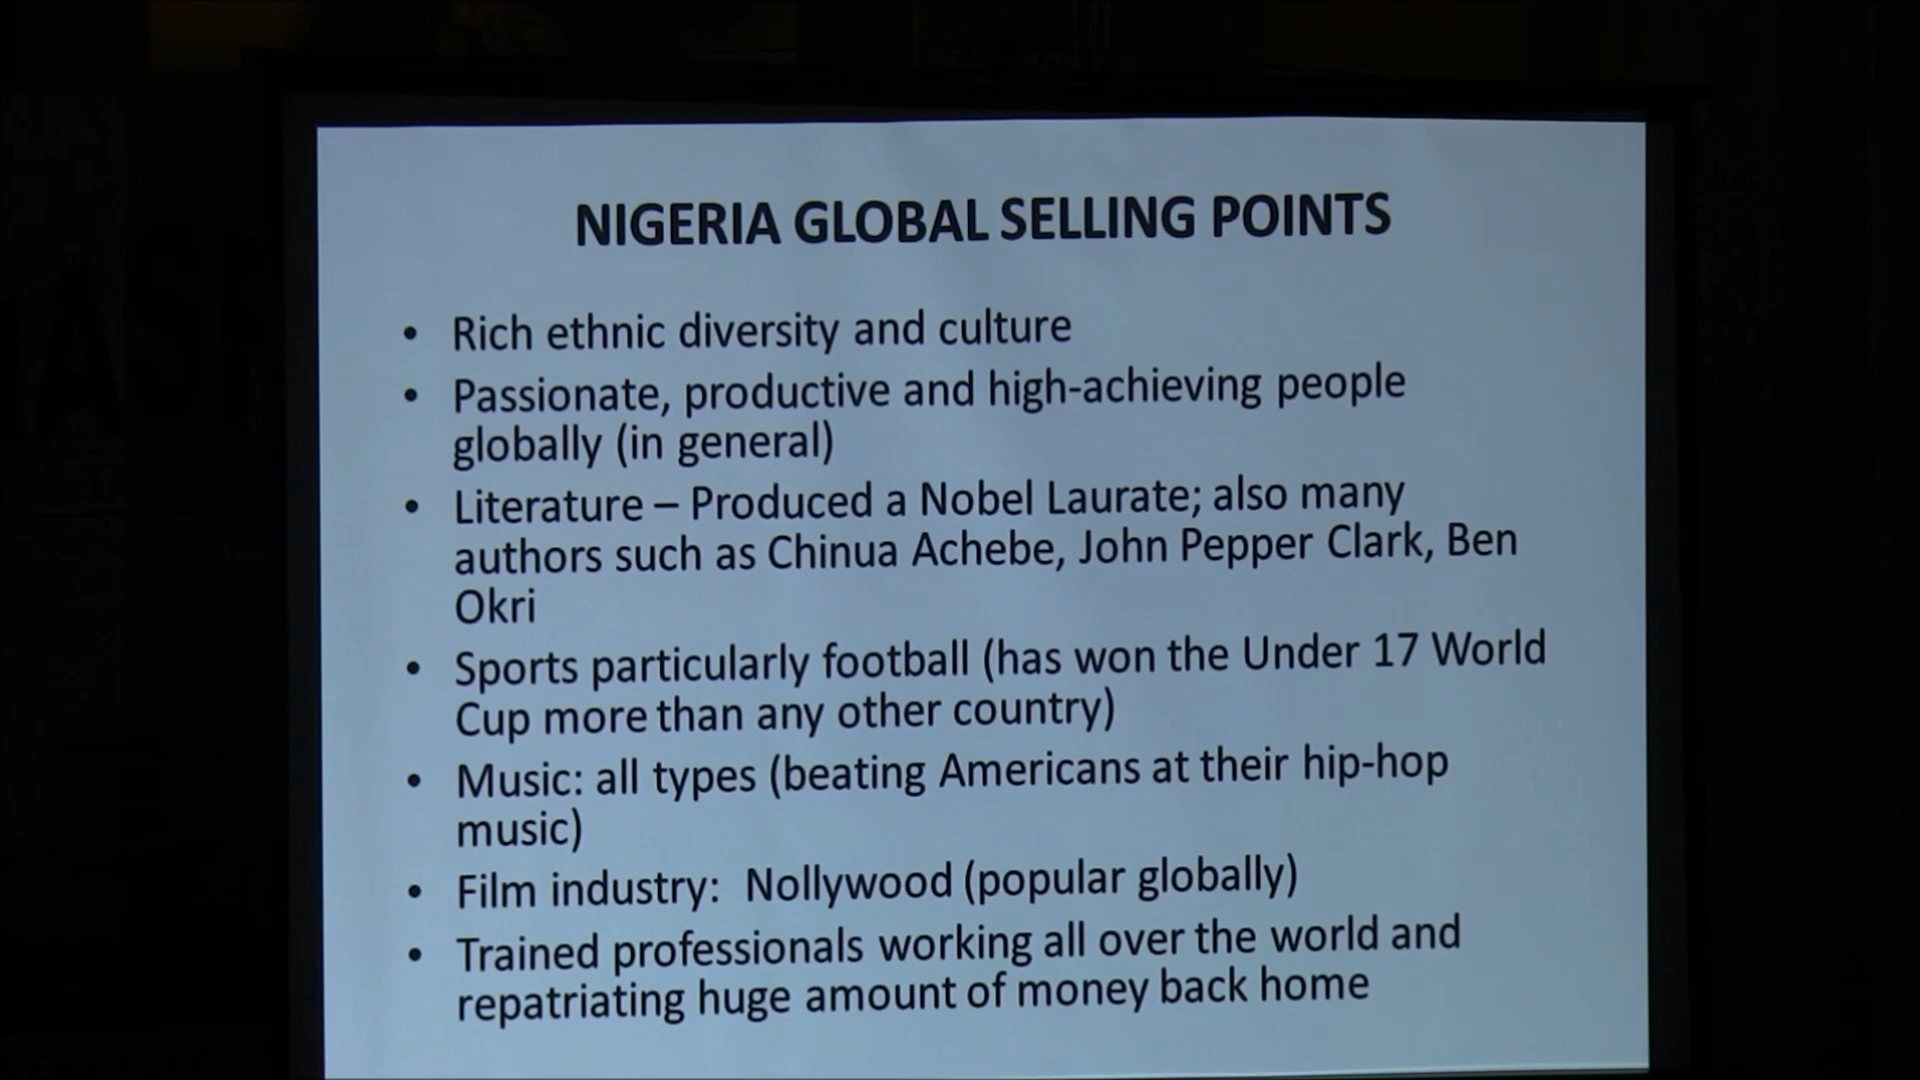 NIGERIA GLOBAL SELLING POINTS
• Rich ethnic diversity and culture
• Passionate, productive and high-achieving people
globally (in general)
• Literature – Produced a Nobel Laurate; also many
authors such as Chinua Achebe, John Pepper Clark, Ben
Okri
• Sports particularly football (has won the Under 17 World
Cup more than any other country)
• Music: all types (beating Americans at their hip-hop
music)
• Film industry: Nollywood (popular globally)
• Trained professionals working all over the world and
repatriating huge amount of money back home